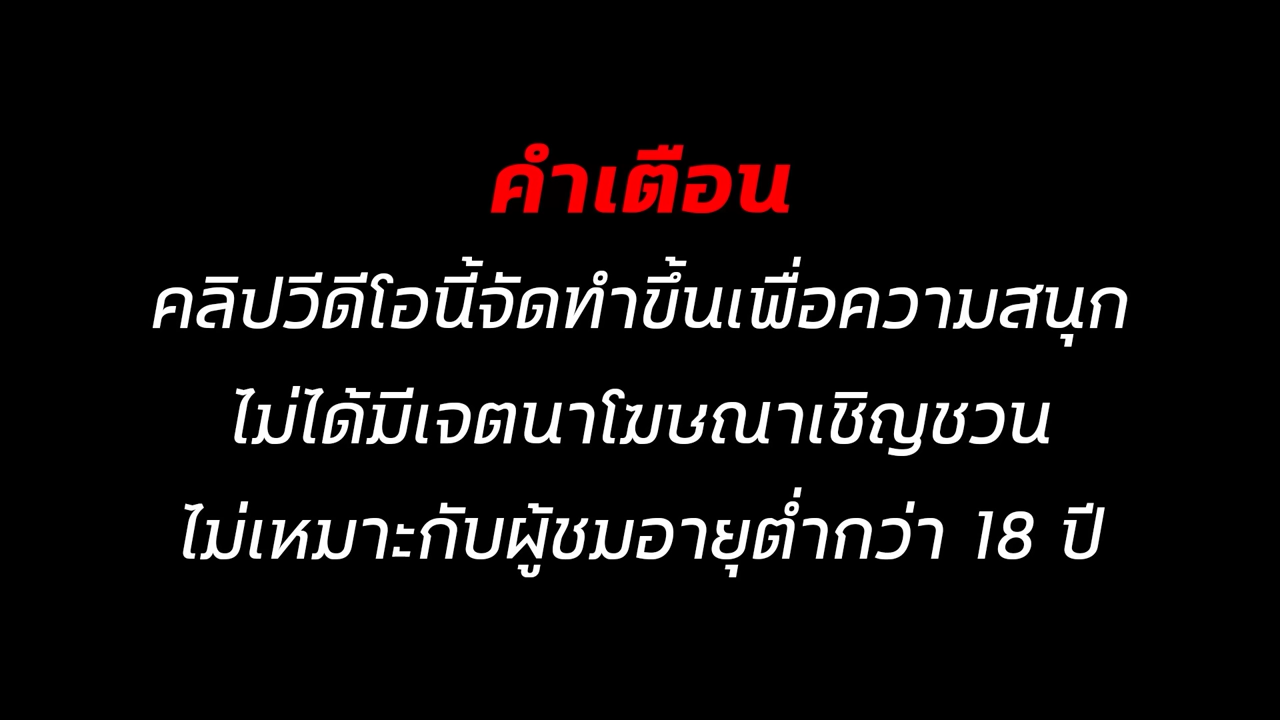 คำเตือน
คลิปวีดีโอนี้จัดทำขึ้นเพื่อความสนุก
ไม่ได้มีเจตนาโฆษณาเชิญชวน
ไม่เหมาะกับผู้ชมอายุต่ำกว่า 18 ปี